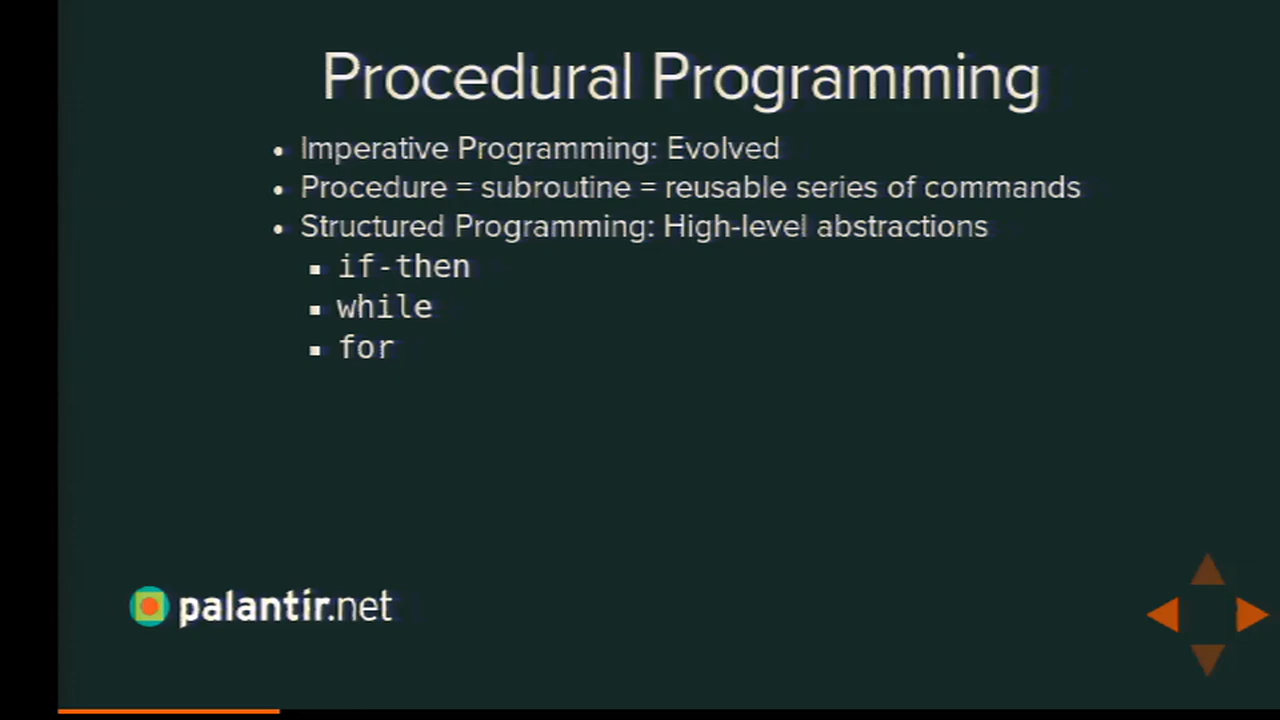 Procedural Programming
• Imperative Programming: Evolved
• Procedure = subroutine = reusable series of commands
• Structured Programming: High-level abstractions
▪ if-then
▪ while
▪ for
palantir.net